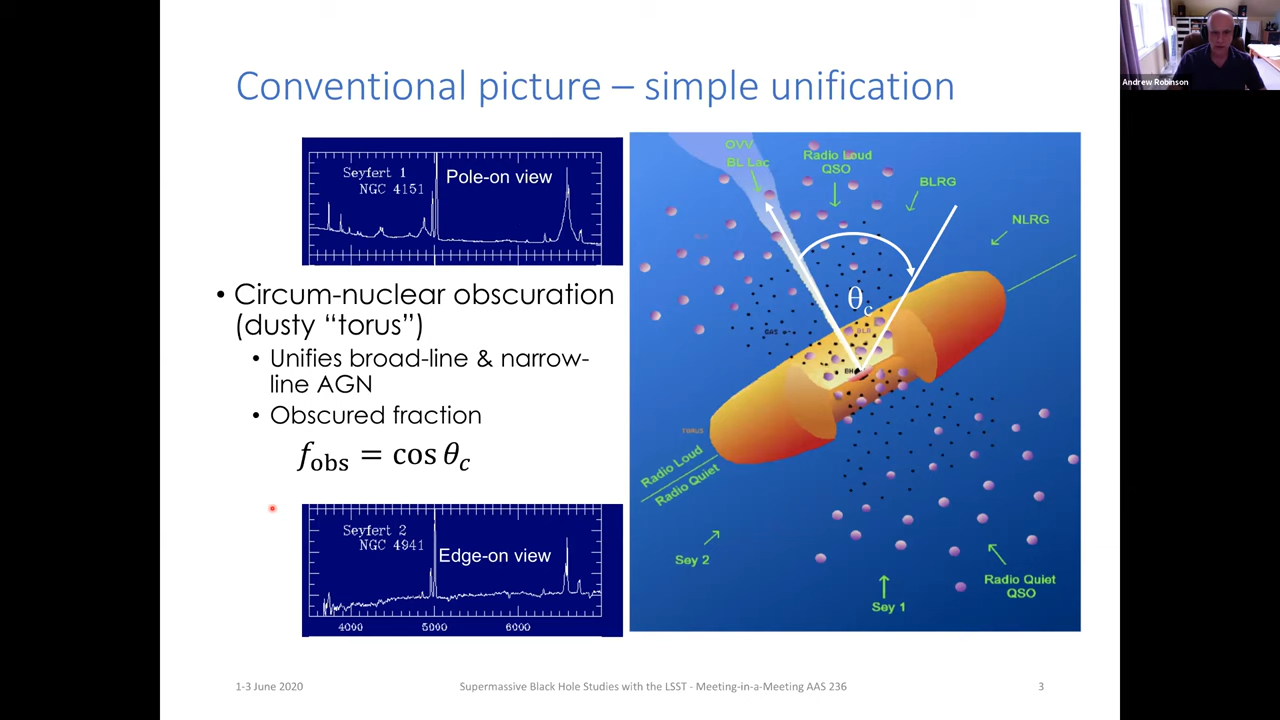 Conventional picture – simple unification
Seyfert 1
NGC 4151
Pole-on view
• Circum-nuclear obscuration
(dusty “torus”)
• Unifies broad-line & narrow-
line AGN
• Obscured fraction
fobs = cos θc
Seyfert 2
NGC 4941
Edge-on view
4000 5000 6000
OVV
BL Lac
Radio Loud
QSO
BLRG
NLRG
θc
GAS
BLR
BH
TORUS
Radio Loud
Radio Quiet
Sey 2
Sey 1
Radio Quiet
QSO
1-3 June 2020
Supermassive Black Hole Studies with the LSST - Meeting-in-a-Meeting AAS 236
3
Andrew Robinson